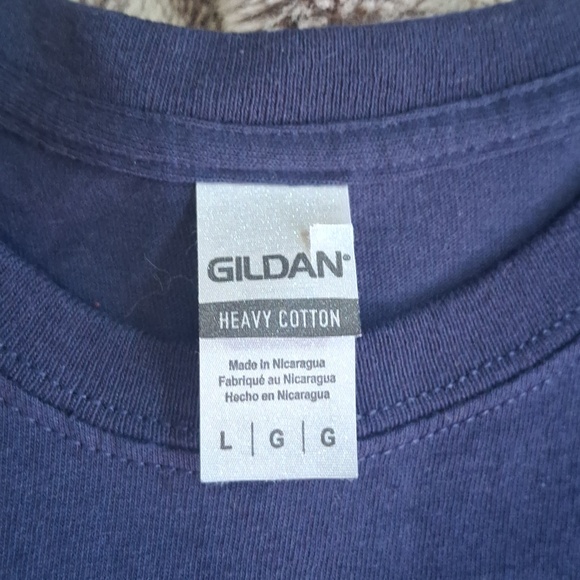 GILDAN®
HEAVY COTTON
Made in Nicaragua
Fabriqué au Nicaragua
Hecho en Nicaragua
L | G | G